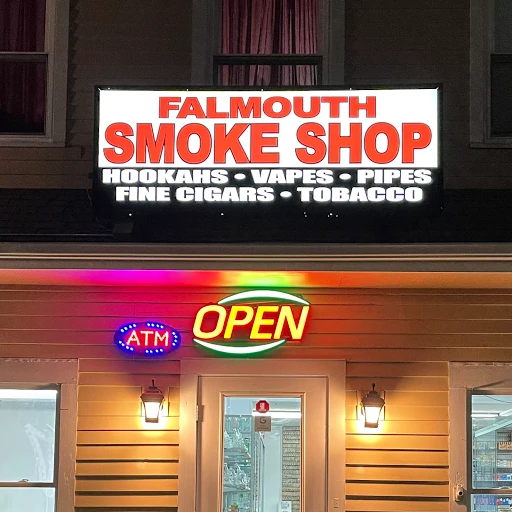 FALMOUTH
SMOKE SHOP
HOOKAHS • VAPES • PIPES
FINE CIGARS • TOBACCO
OPEN
ATM